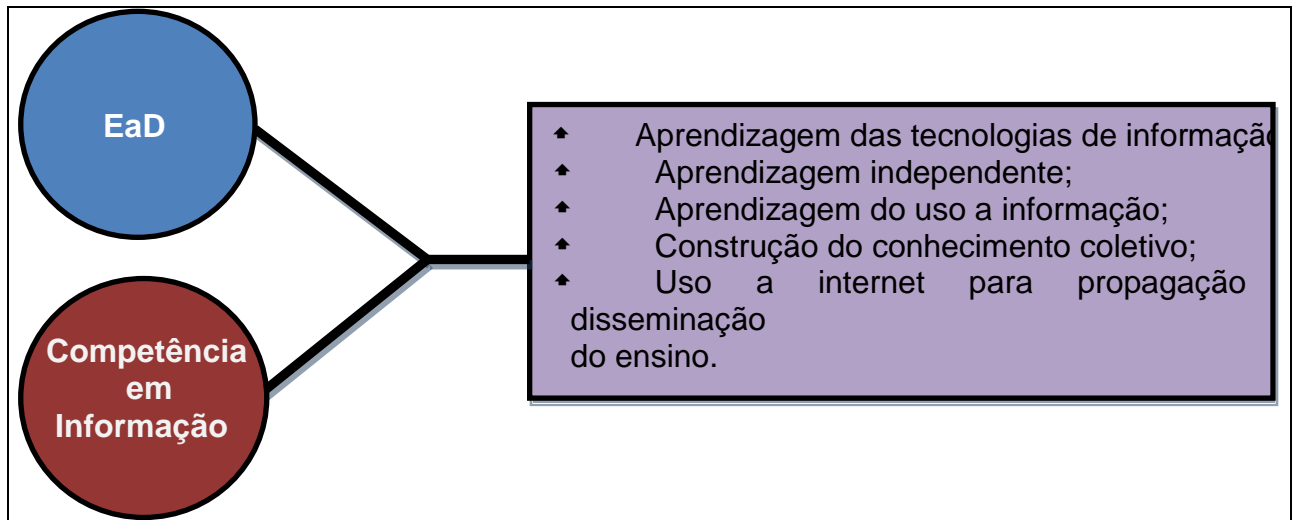 EaD
Competência
em
Informação
Aprendizagem das tecnologias de informação
Aprendizagem independente;
Aprendizagem do uso a informação;
Construção do conhecimento coletivo;
Uso a internet para propagação
disseminação
do ensino.